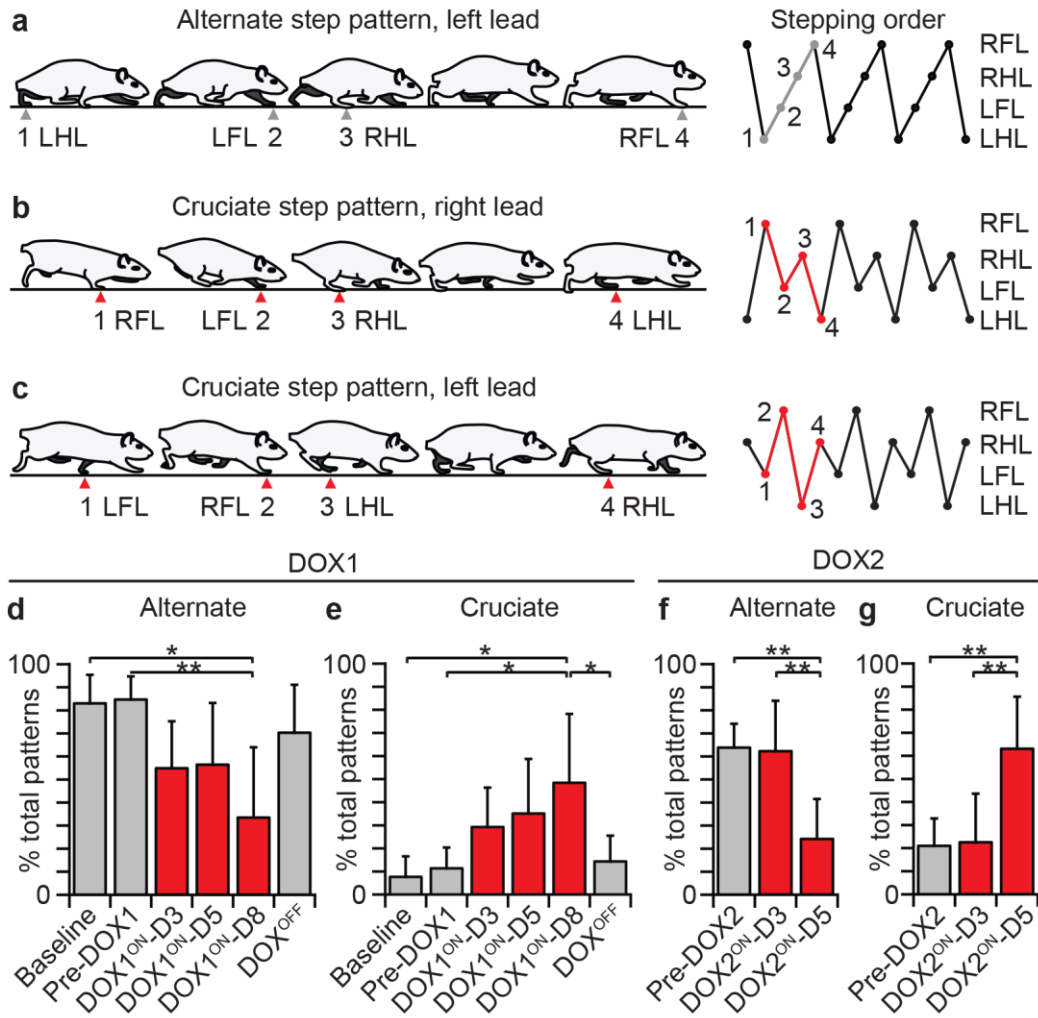 a Alternate step pattern, left lead Stepping order
1 LHL LFL 2 3 RHL RFL 4
1 2 3 4
RFL
RHL
LFL
LHL
b Cruciate step pattern, right lead
1 RFL LFL 2 3 RHL 4 LHL
1 2 3 4
RFL
RHL
LFL
LHL
c Cruciate step pattern, left lead
1 LFL RFL 2 3 LHL 4 RHL
1 2 3 4
RFL
RHL
LFL
LHL
DOX1 DOX2
d Alternate
% total patterns
100
0
* **
Baseline
Pre-DOX1
DOX1ON-D3
DOX1ON-D5
DOX1ON-D8
DOXOFF
e Cruciate
% total patterns
100
0
* * *
Baseline
Pre-DOX1
DOX1ON-D3
DOX1ON-D5
DOX1ON-D8
DOXOFF
f Alternate
% total patterns
100
0
** **
Pre-DOX2
DOX2ON-D3
DOX2ON-D5
g Cruciate
% total patterns
100
0
** **
Pre-DOX2
DOX2ON-D3
DOX2ON-D5